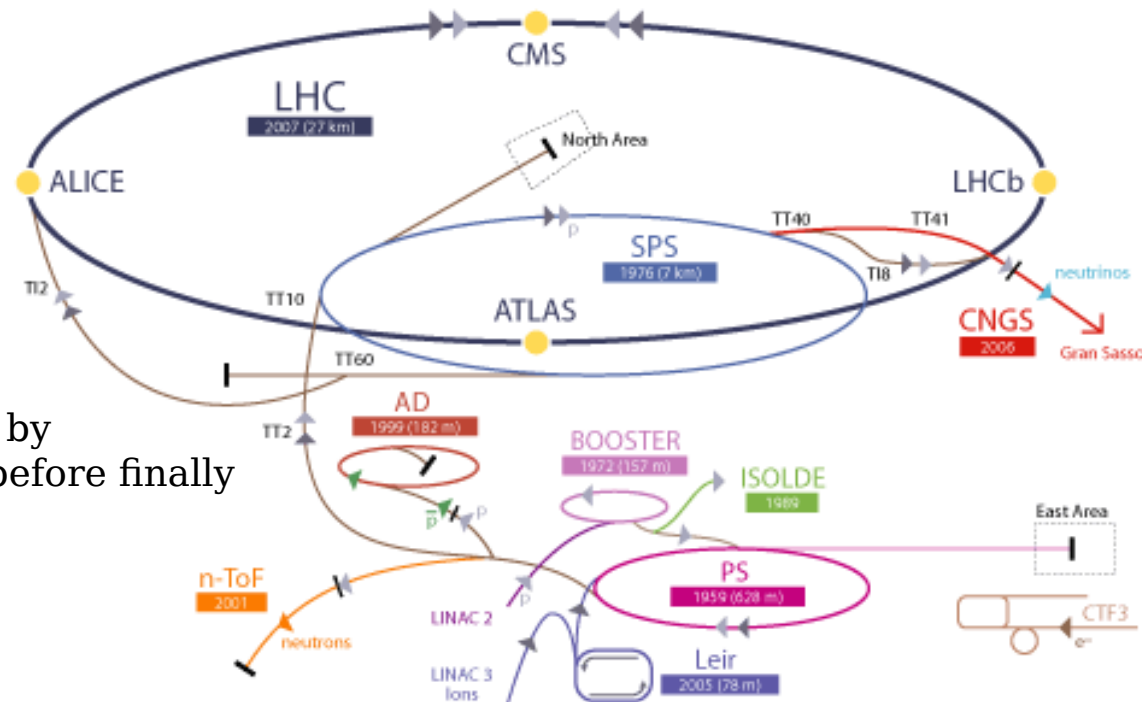 CMS
LHC
2007 (27 km)
North Area
ALICE
LHCb
TT40
TT41
p
SPS
1976 (7 km)
TI8
neutrinos
TI2
TT10
ATLAS
CNGS
2006
Gran Sasso
TT60
AD
1999 (182 m)
by
TT2
BOOSTER
1972 (157 m)
before finally
ISOLDE
1989
p
p
East Area
n-ToF
2001
PS
1959 (628 m)
p
LINAC 2
CTF3
neutrons
e-
LINAC 3
Ions
Leir
2005 (78 m)